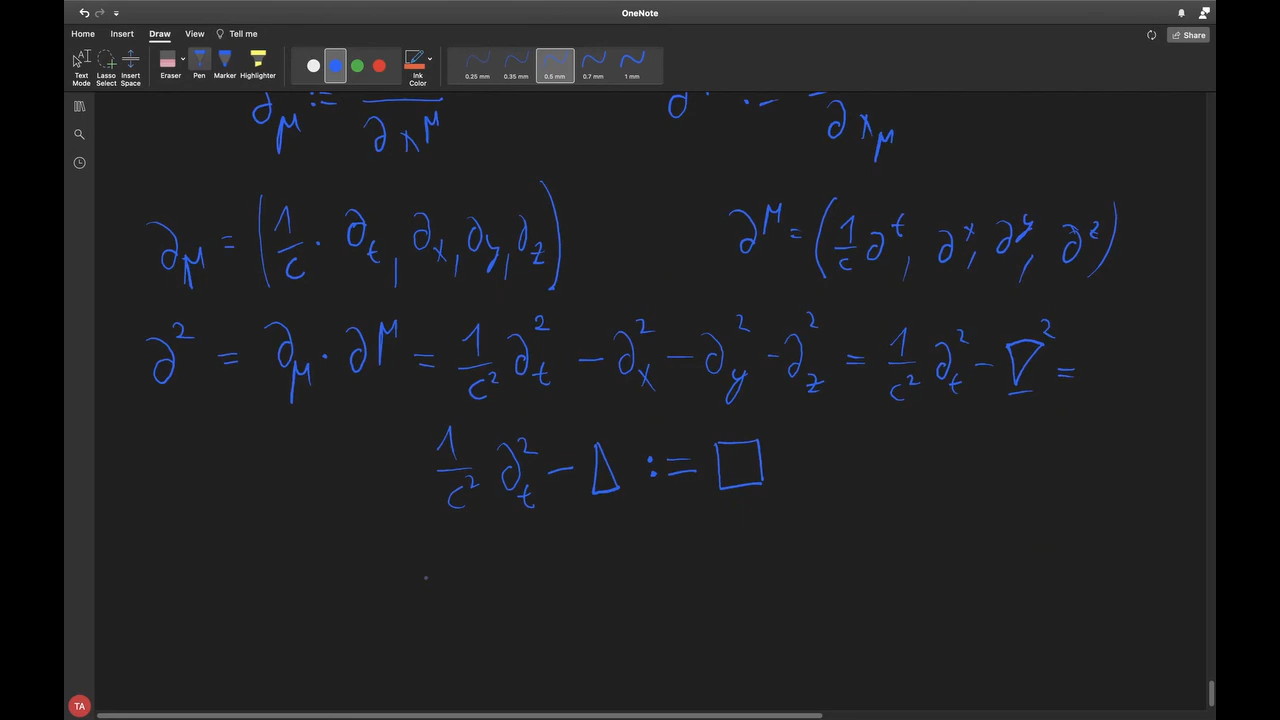 OneNote
Home Insert Draw View Tell me
Share
Text Mode Lasso Select Insert Space Eraser Pen Marker Highlighter Ink Color 0.25 mm 0.35 mm 0.5 mm 0.7 mm 1 mm
∂_μ := / ∂x^μ ∂ := / ∂x_μ
∂_μ = (1/c · ∂_t, ∂_x, ∂_y, ∂_z) ∂^μ = (1/c ∂^t, ∂^x, ∂^y, ∂^z)
∂² = ∂_μ · ∂^μ = 1/c² ∂_t² − ∂_x² − ∂_y² − ∂_z² = 1/c² ∂_t² − ∇² =
1/c² ∂_t² − Δ := □
TA